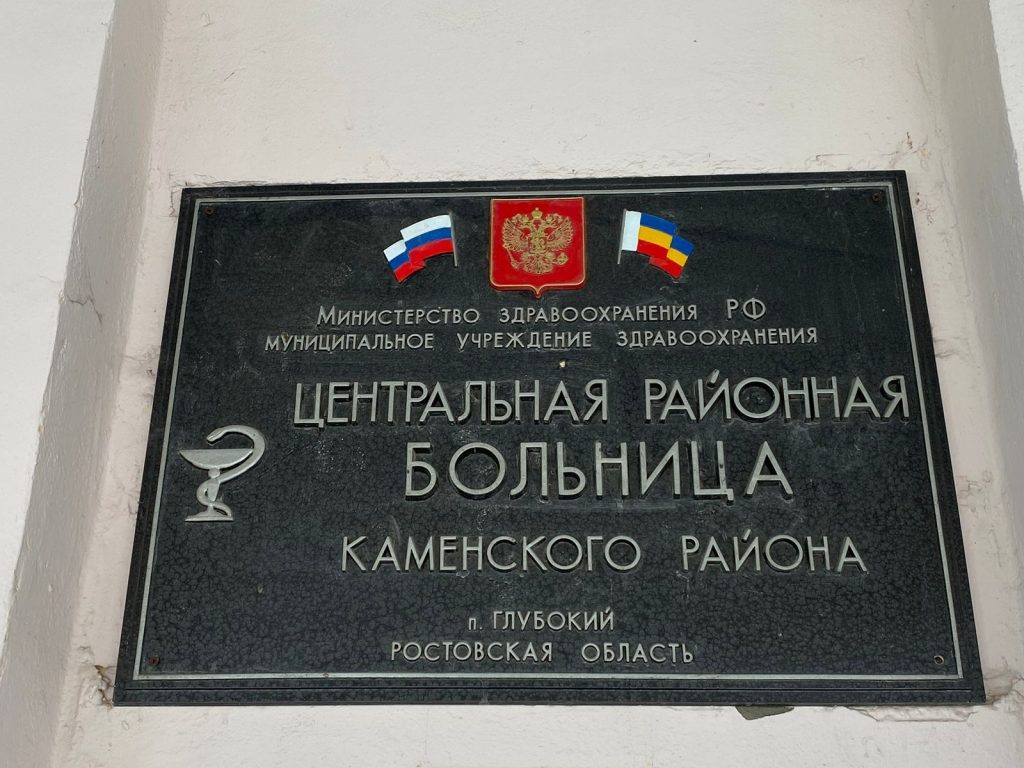 Министерство здравоохранения РФ
муниципальное учреждение здравоохранения
ЦЕНТРАЛЬНАЯ РАЙОННАЯ
БОЛЬНИЦА
КАМЕНСКОГО РАЙОНА
п. ГЛУБОКИЙ
РОСТОВСКАЯ ОБЛАСТЬ